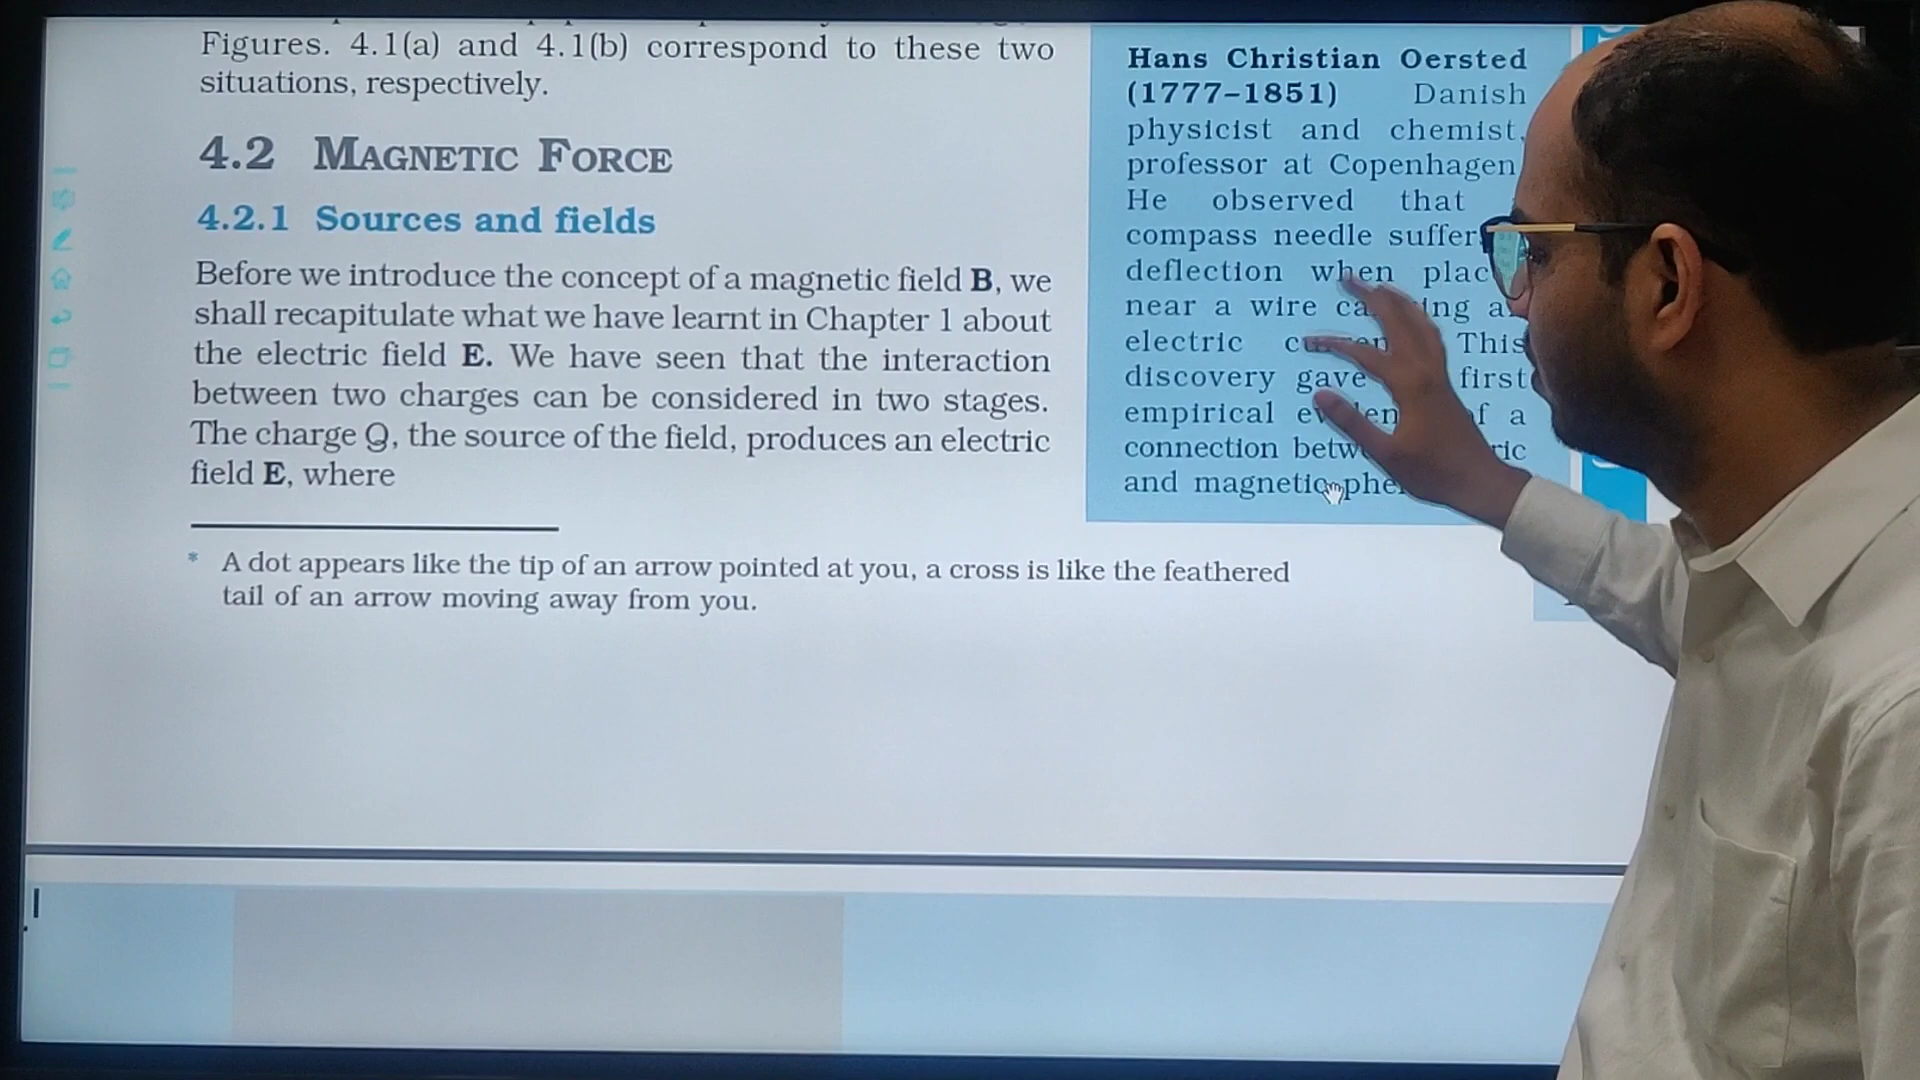 Figures. 4.1(a) and 4.1(b) correspond to these two
situations, respectively.
4.2 MAGNETIC FORCE
4.2.1 Sources and fields
Before we introduce the concept of a magnetic field B, we
shall recapitulate what we have learnt in Chapter 1 about
the electric field E. We have seen that the interaction
between two charges can be considered in two stages.
The charge Q, the source of the field, produces an electric
field E, where
* A dot appears like the tip of an arrow pointed at you, a cross is like the feathered
tail of an arrow moving away from you.
Hans Christian Oersted
(1777–1851) Danish
physicist and chemist,
professor at Copenhagen
He observed that
compass needle
deflection when
near a wire
electric This
discovery gave first
empirical a
connection
and magnetic